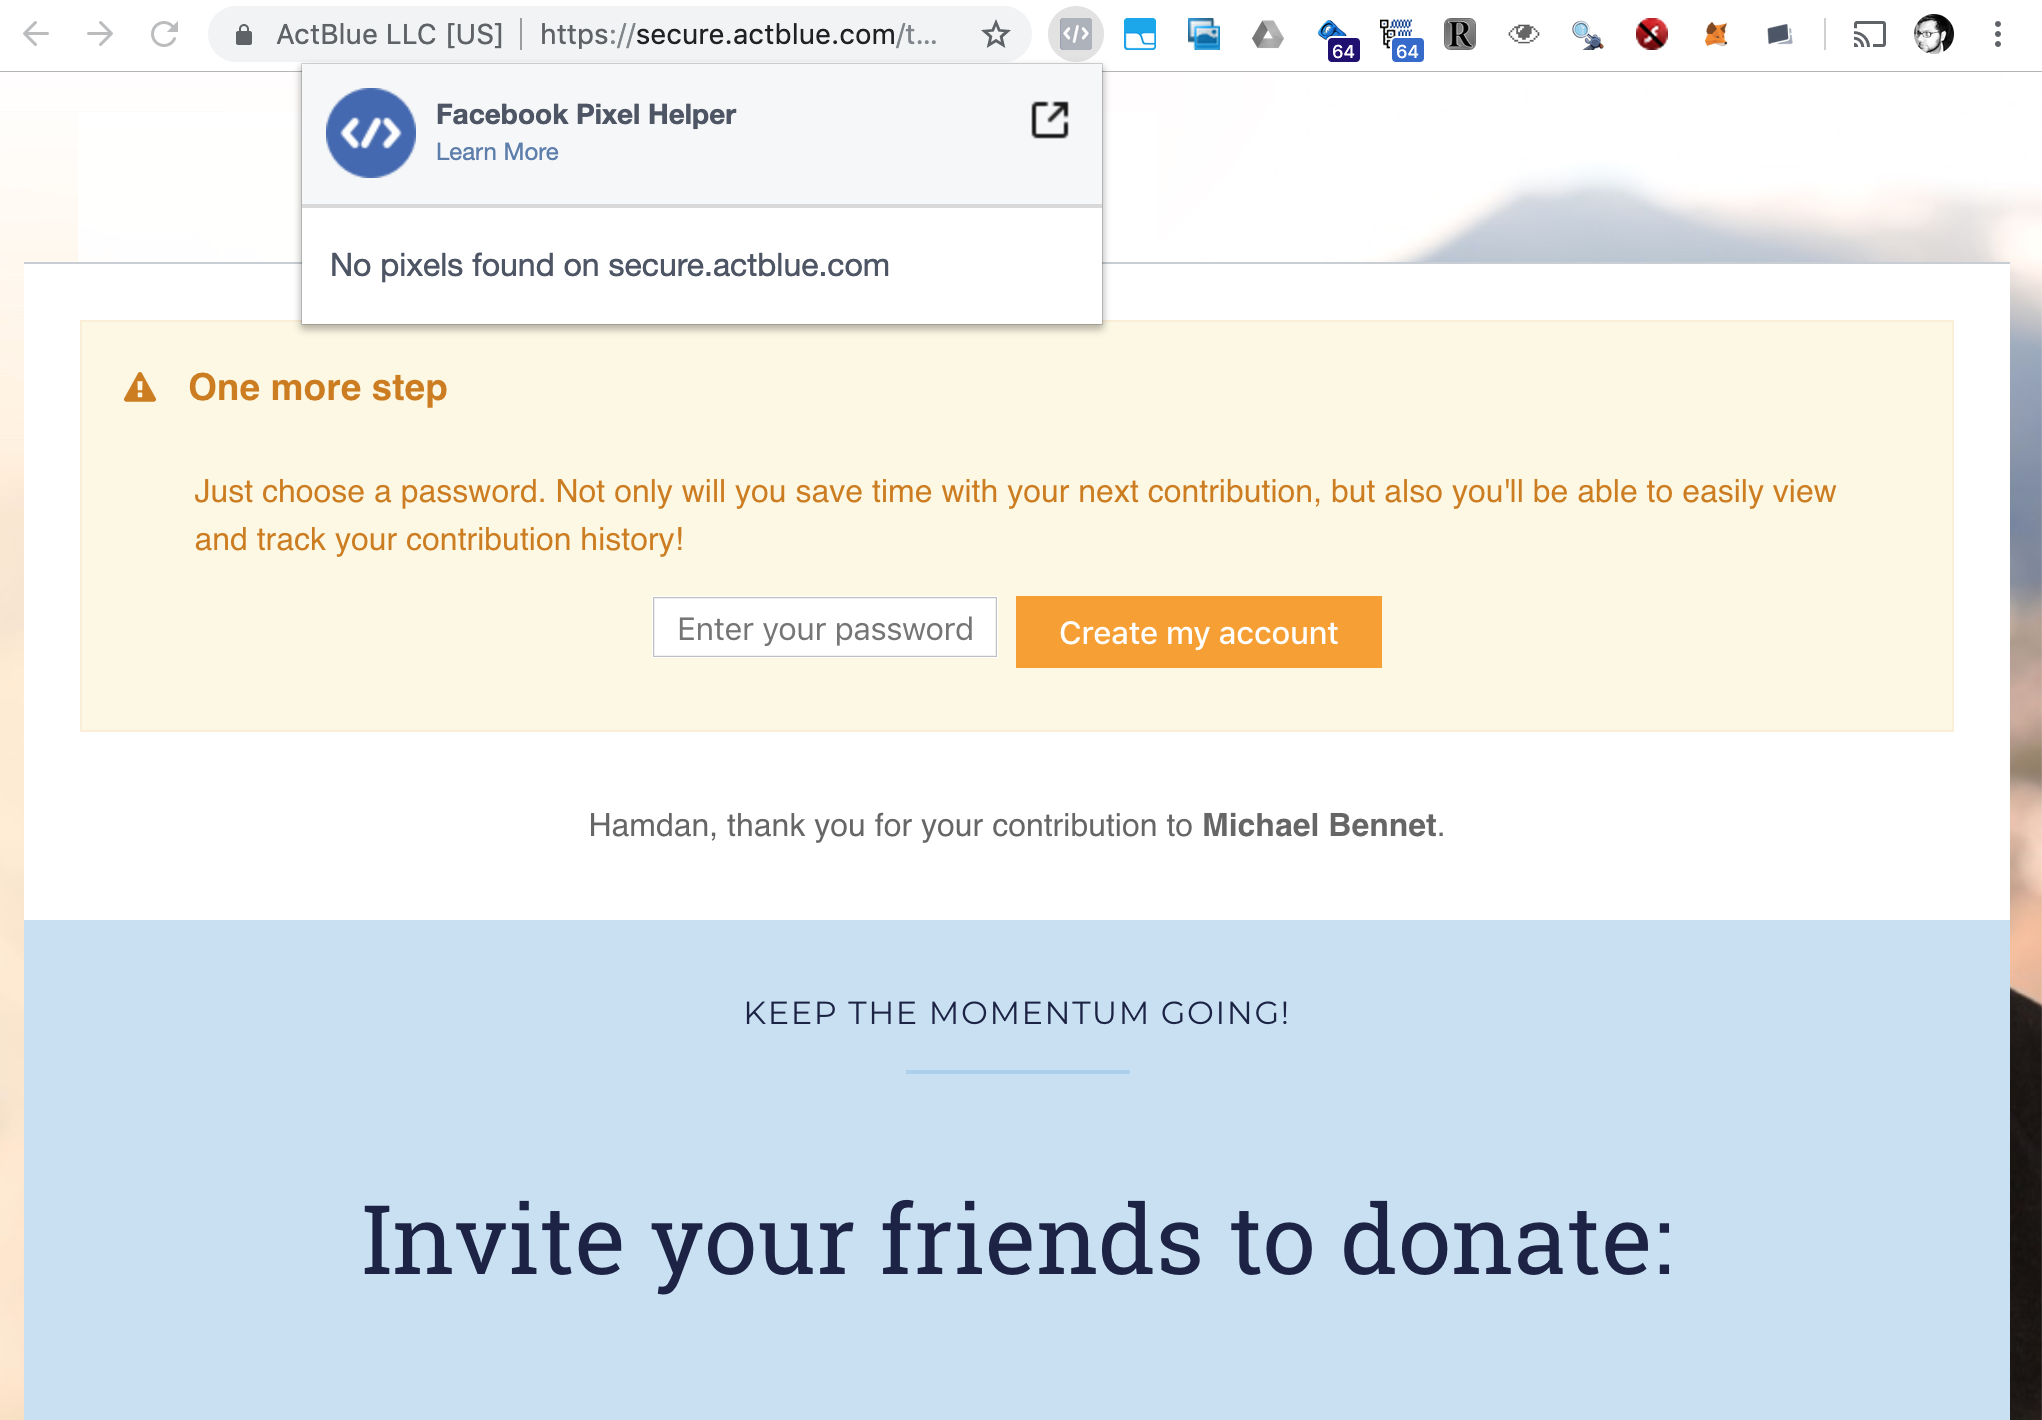 ActBlue LLC [US] | https://secure.actblue.com/t...
64
64
R
Facebook Pixel Helper
Learn More
No pixels found on secure.actblue.com
One more step
Just choose a password. Not only will you save time with your next contribution, but also you'll be able to easily view
and track your contribution history!
Enter your password
Create my account
Hamdan, thank you for your contribution to Michael Bennet.
KEEP THE MOMENTUM GOING!
Invite your friends to donate: